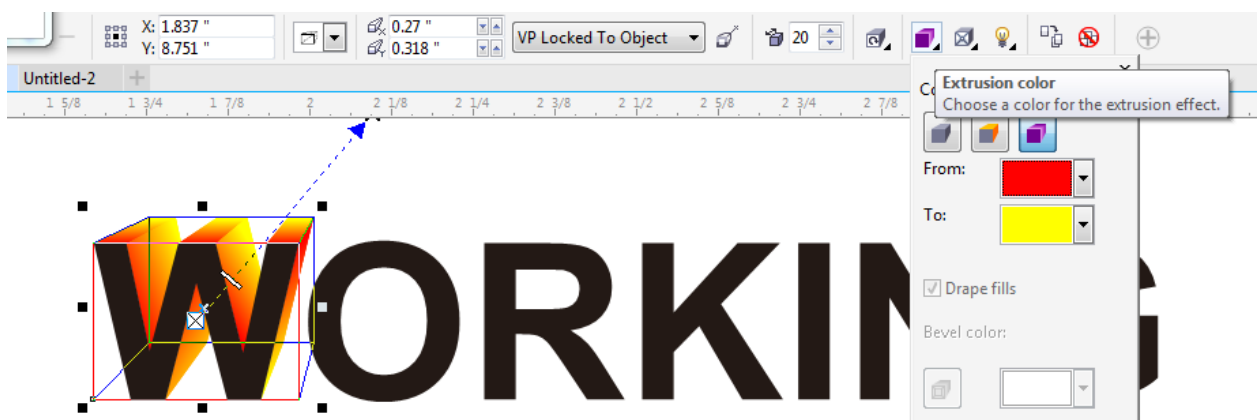 X: 1.837 "
Y: 8.751 "
0.27 "
0.318 "
VP Locked To Object
20
Untitled-2
1 5/8 1 3/4 1 7/8 2 2 1/8 2 1/4 2 3/8 2 1/2 2 5/8 2 3/4 2 7/8
Extrusion color
Choose a color for the extrusion effect.
From:
To:
Drape fills
Bevel color:
WORKING